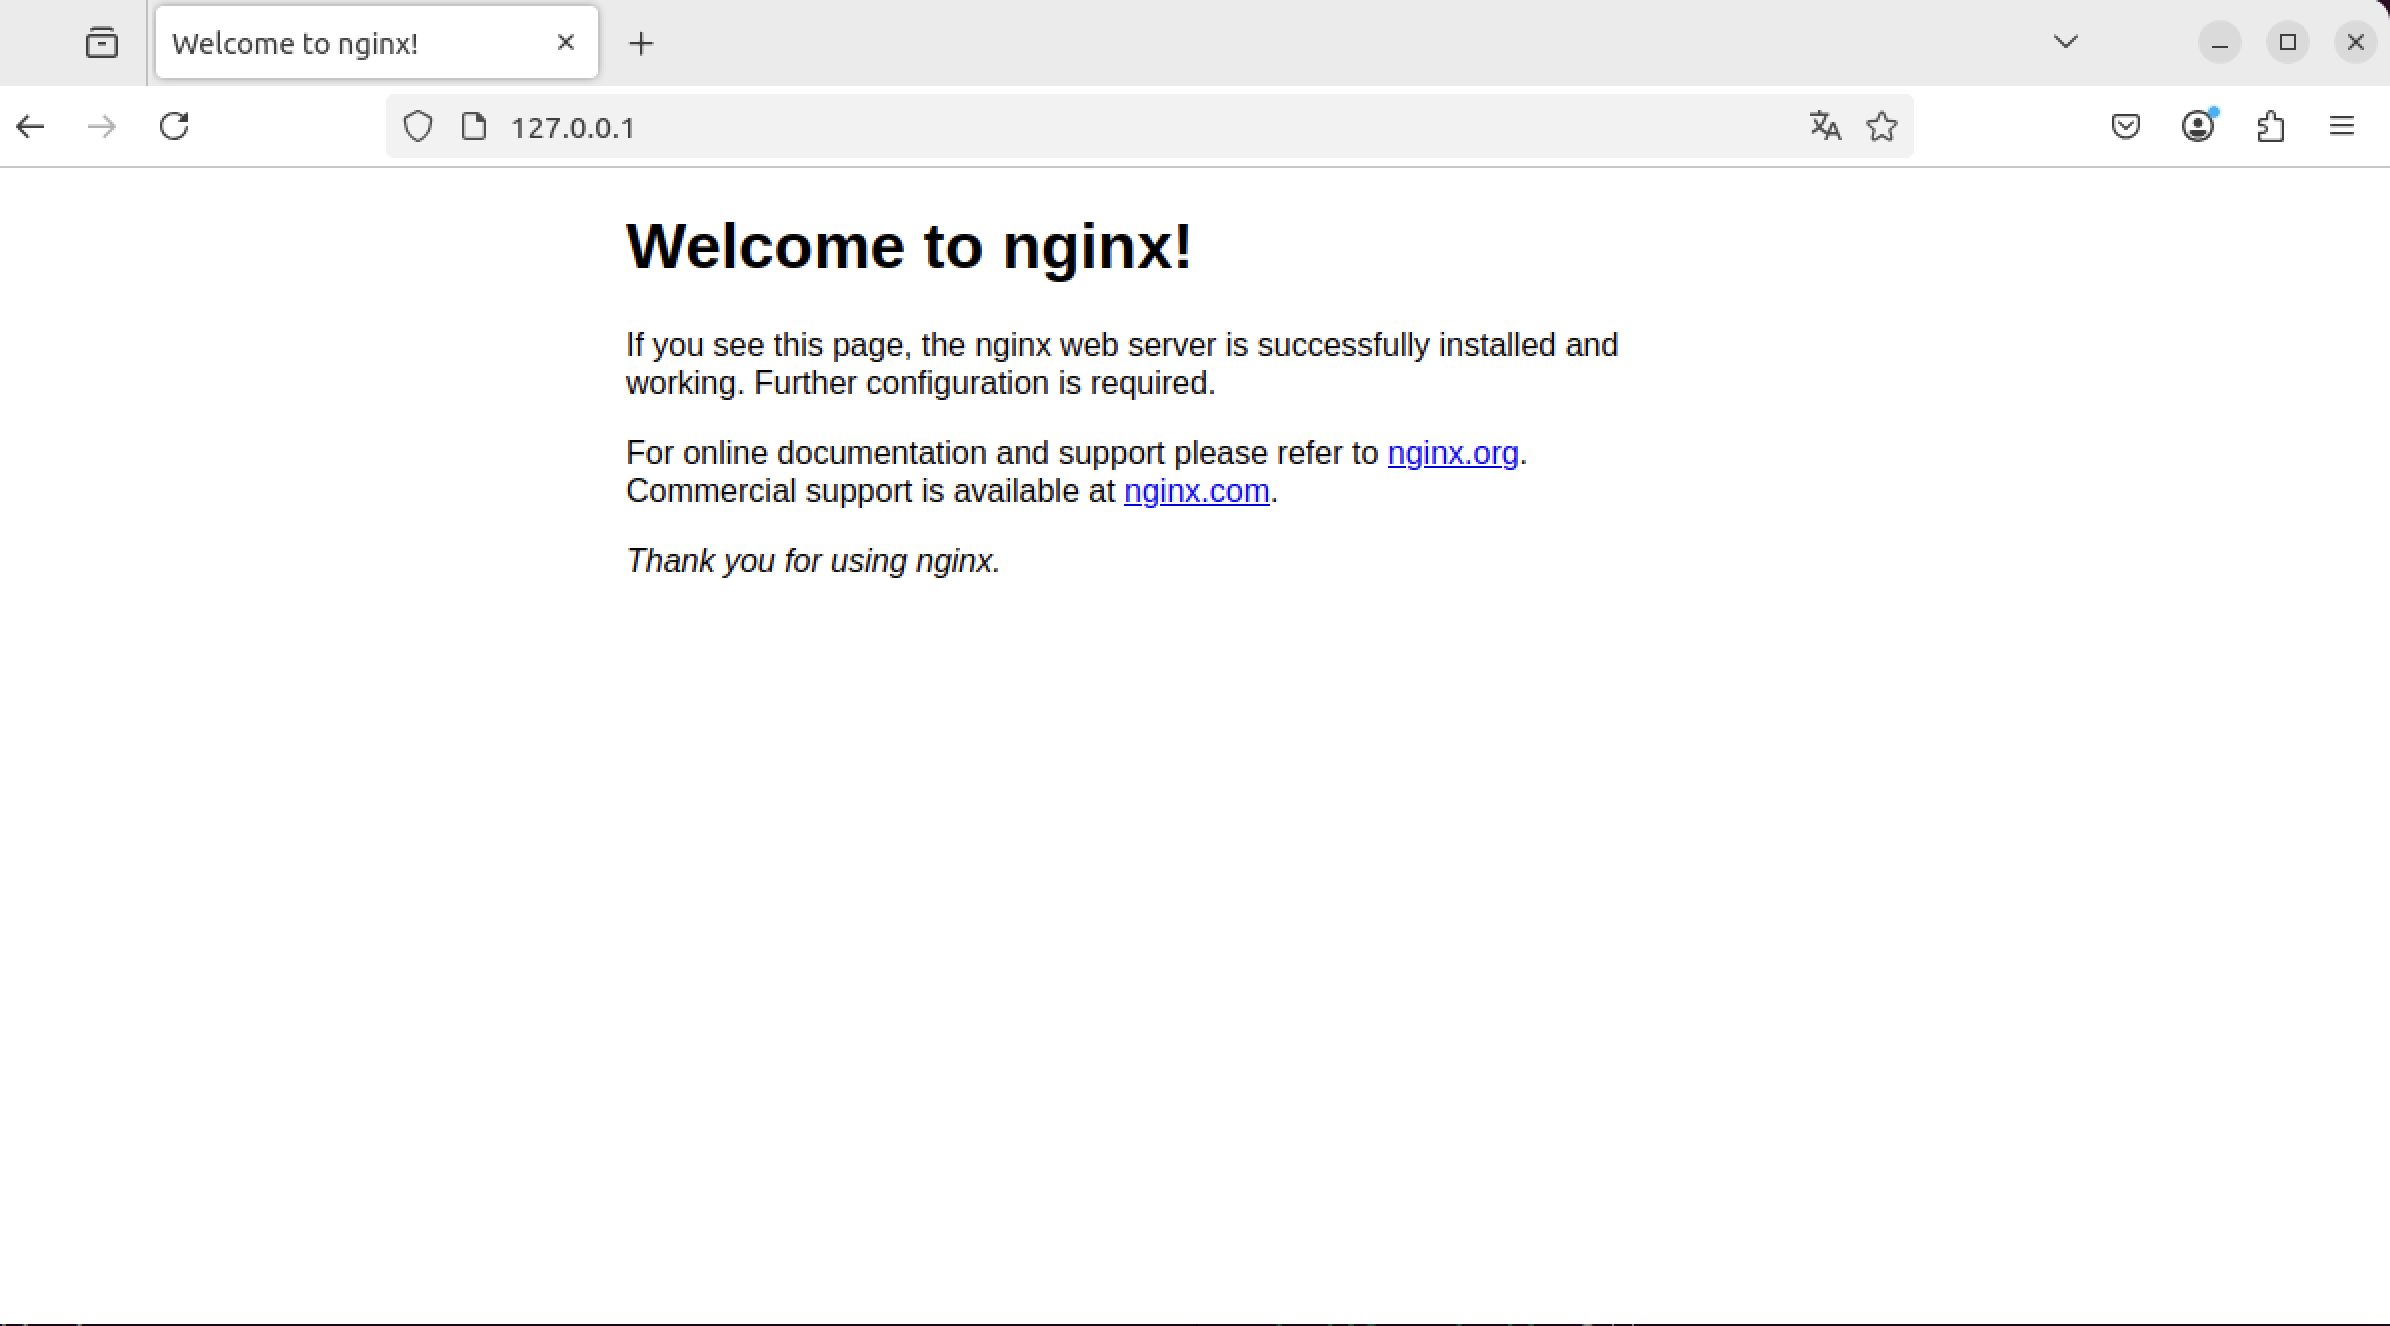 Welcome to nginx!
127.0.0.1
Welcome to nginx!
If you see this page, the nginx web server is successfully installed and
working. Further configuration is required.
For online documentation and support please refer to nginx.org.
Commercial support is available at nginx.com.
Thank you for using nginx.